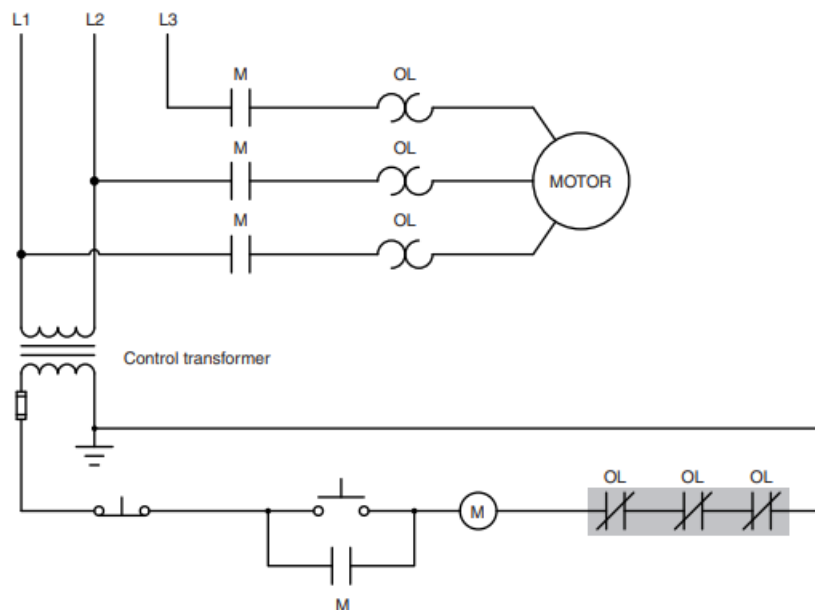 L1 L2 L3
M OL
M OL
MOTOR
M OL
Control transformer
OL OL OL
M
M